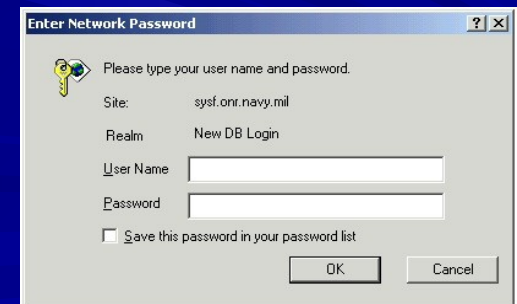 Enter Network Password
Please type your user name and password.
Site: sysf.onr.navy.mil
Realm New DB Login
User Name
Password
Save this password in your password list
OK Cancel